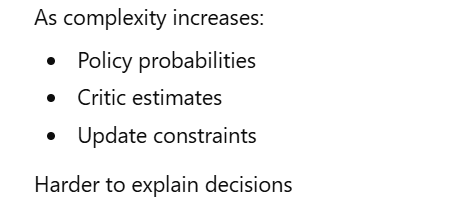 As complexity increases:
• Policy probabilities
• Critic estimates
• Update constraints
Harder to explain decisions